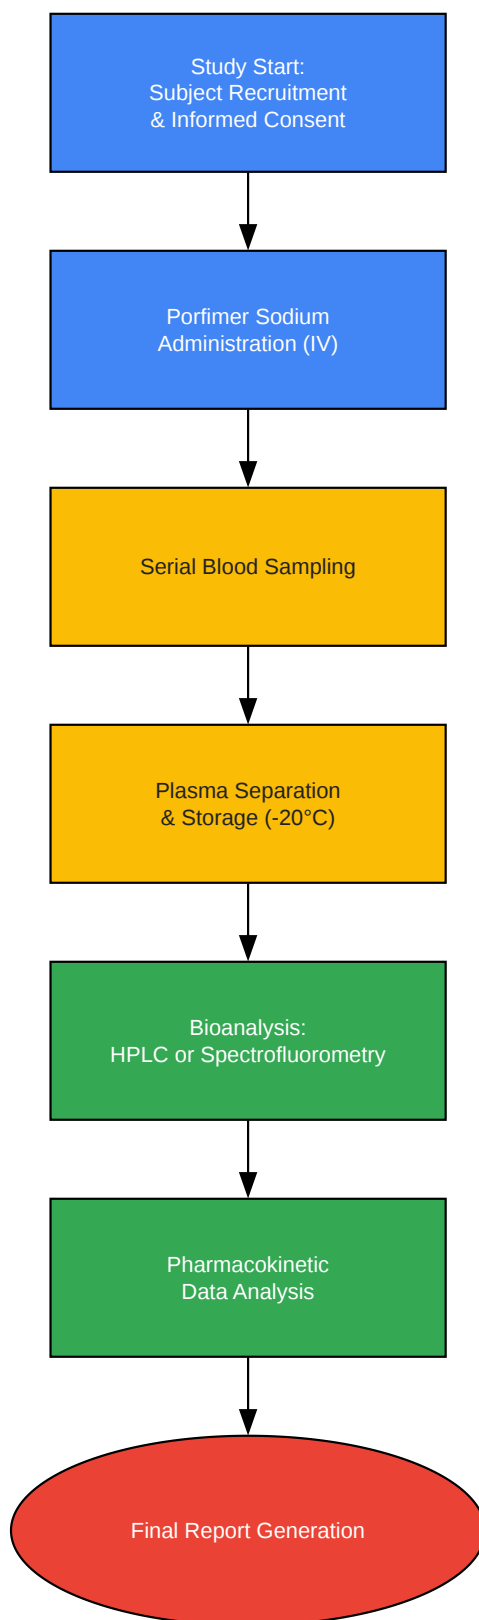 Study Start:
Subject Recruitment
& Informed Consent
Porfimer Sodium
Administration (IV)
Serial Blood Sampling
Plasma Separation
& Storage (-20°C)
Bioanalysis:
HPLC or Spectrofluorometry
Pharmacokinetic
Data Analysis
Final Report Generation